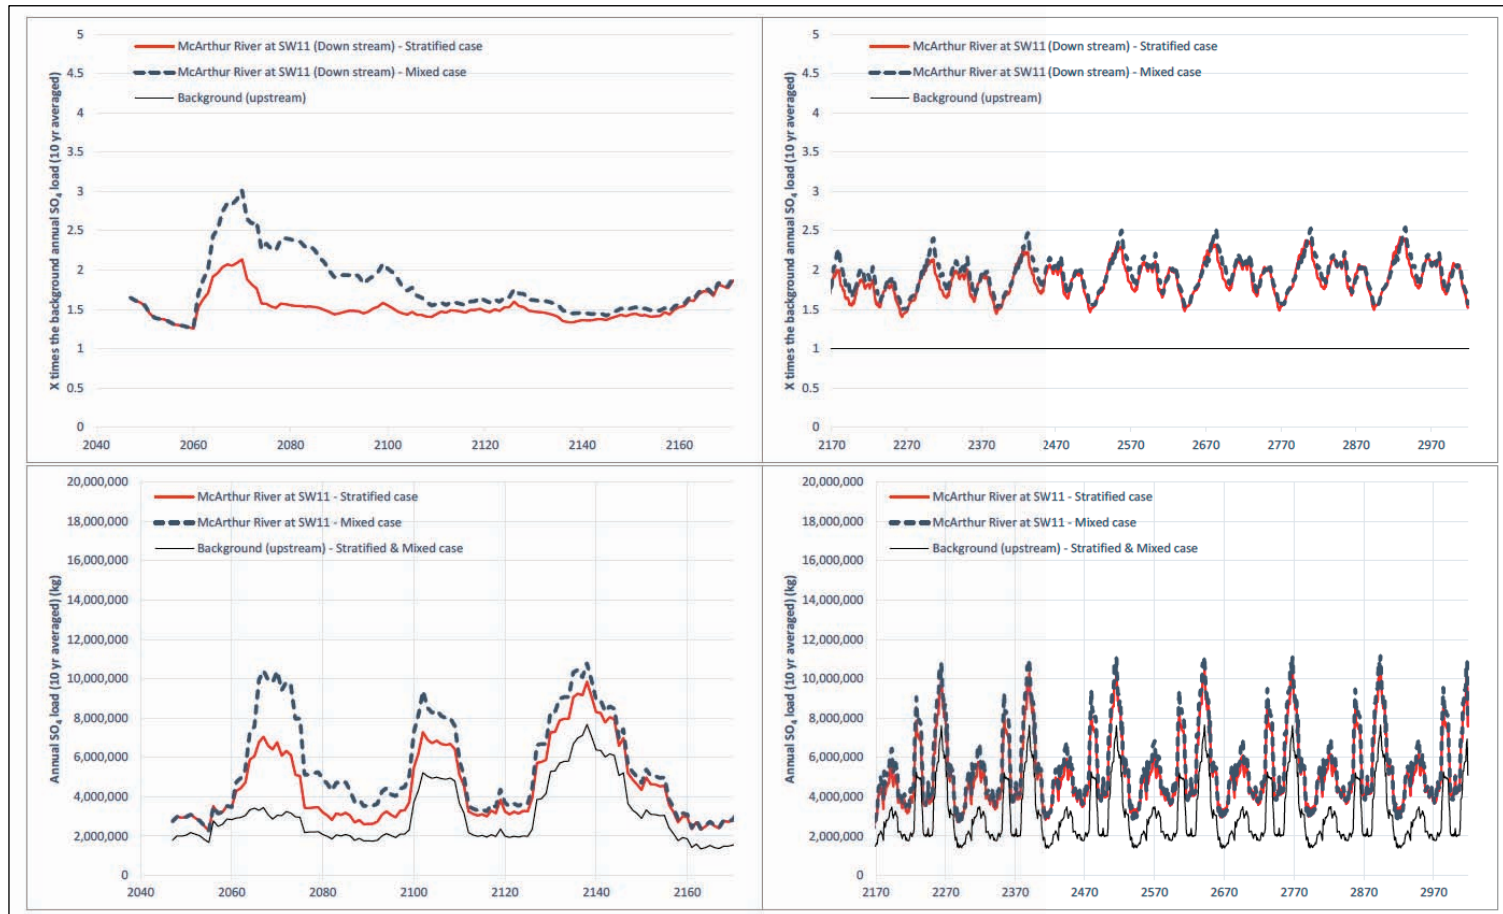 X times the background annual SO₄ load (10 yr averaged)
5
4.5
4
3.5
3
2.5
2
1.5
1
0.5
0
McArthur River at SW11 (Down stream) - Stratified case
McArthur River at SW11 (Down stream) - Mixed case
Background (upstream)
2040 2060 2080 2100 2120 2140 2160
X times the background annual SO₄ load (10 yr averaged)
5
4.5
4
3.5
3
2.5
2
1.5
1
0.5
0
McArthur River at SW11 (Down stream) - Stratified case
McArthur River at SW11 (Down stream) - Mixed case
Background (upstream)
2170 2270 2370 2470 2570 2670 2770 2870 2970
Annual SO₄ load (10 yr averaged) (kg)
20,000,000
18,000,000
16,000,000
14,000,000
12,000,000
10,000,000
8,000,000
6,000,000
4,000,000
2,000,000
0
McArthur River at SW11 - Stratified case
McArthur River at SW11 - Mixed case
Background (upstream) - Stratified & Mixed case
2040 2060 2080 2100 2120 2140 2160
Annual SO₄ load (10 yr averaged) (kg)
20,000,000
18,000,000
16,000,000
14,000,000
12,000,000
10,000,000
8,000,000
6,000,000
4,000,000
2,000,000
0
McArthur River at SW11 - Stratified case
McArthur River at SW11 - Mixed case
Background (upstream) - Stratified & Mixed case
2170 2270 2370 2470 2570 2670 2770 2870 2970